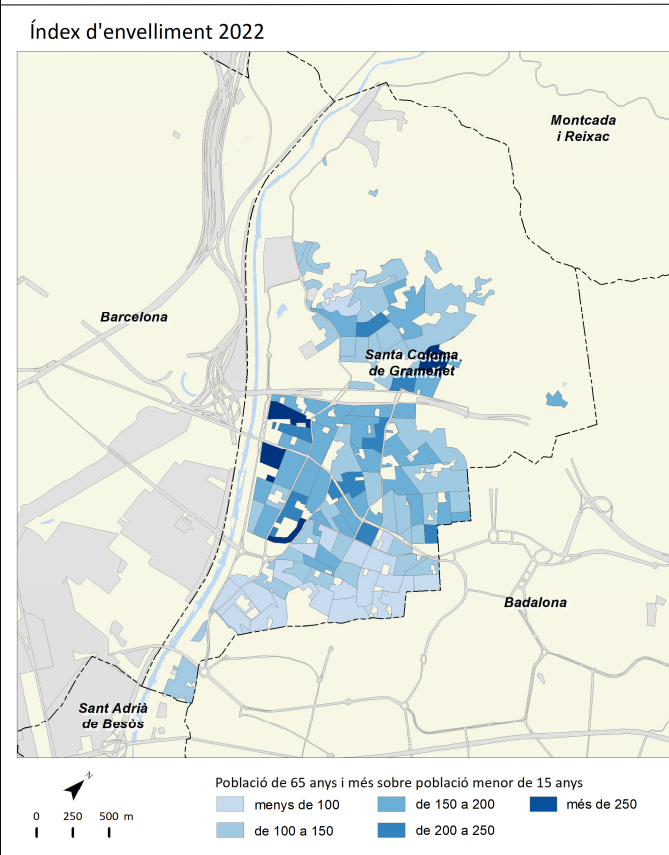 Índex d'envelliment 2022
Montcada
i Reixac
Barcelona
Santa Coloma
de Gramenet
Badalona
Sant Adrià
de Besòs
N
0 250 500 m
Població de 65 anys i més sobre població menor de 15 anys
menys de 100
de 150 a 200
més de 250
de 100 a 150
de 200 a 250